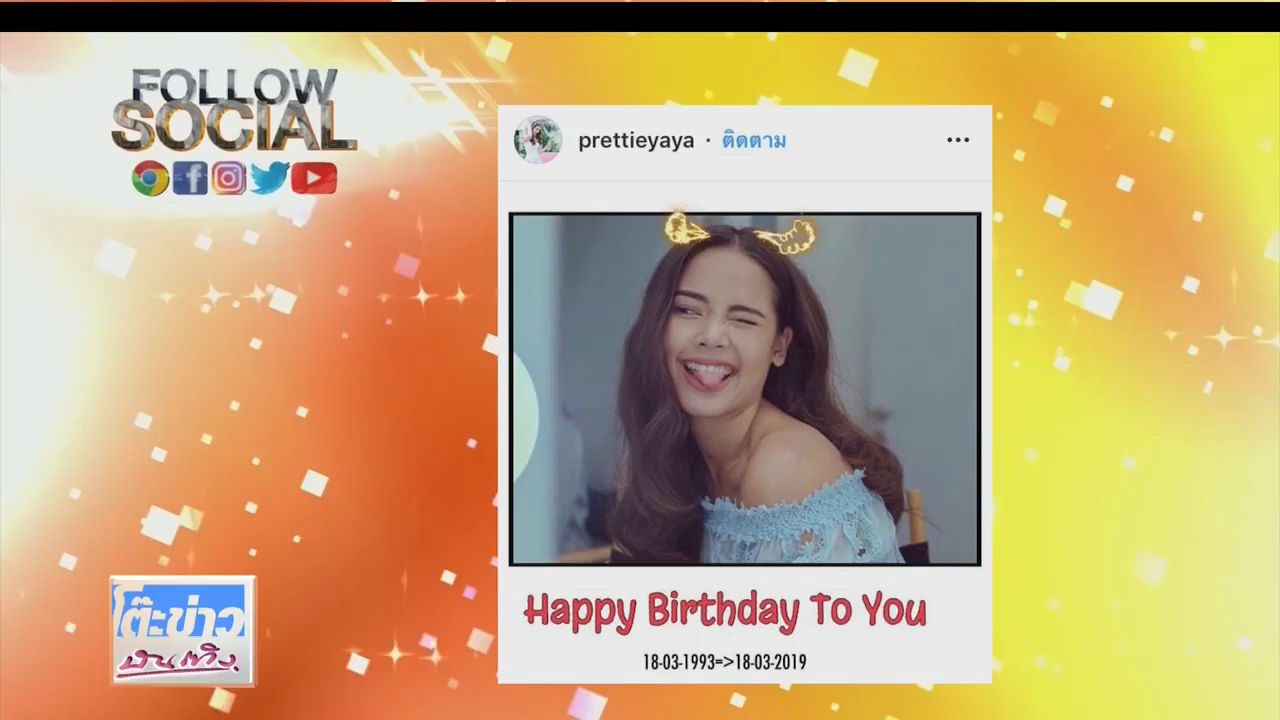 FOLLOW
SOCIAL
prettieyaya · ติดตาม
Happy Birthday To You
18-03-1993=>18-03-2019
โต๊ะข่าว
บันเทิง